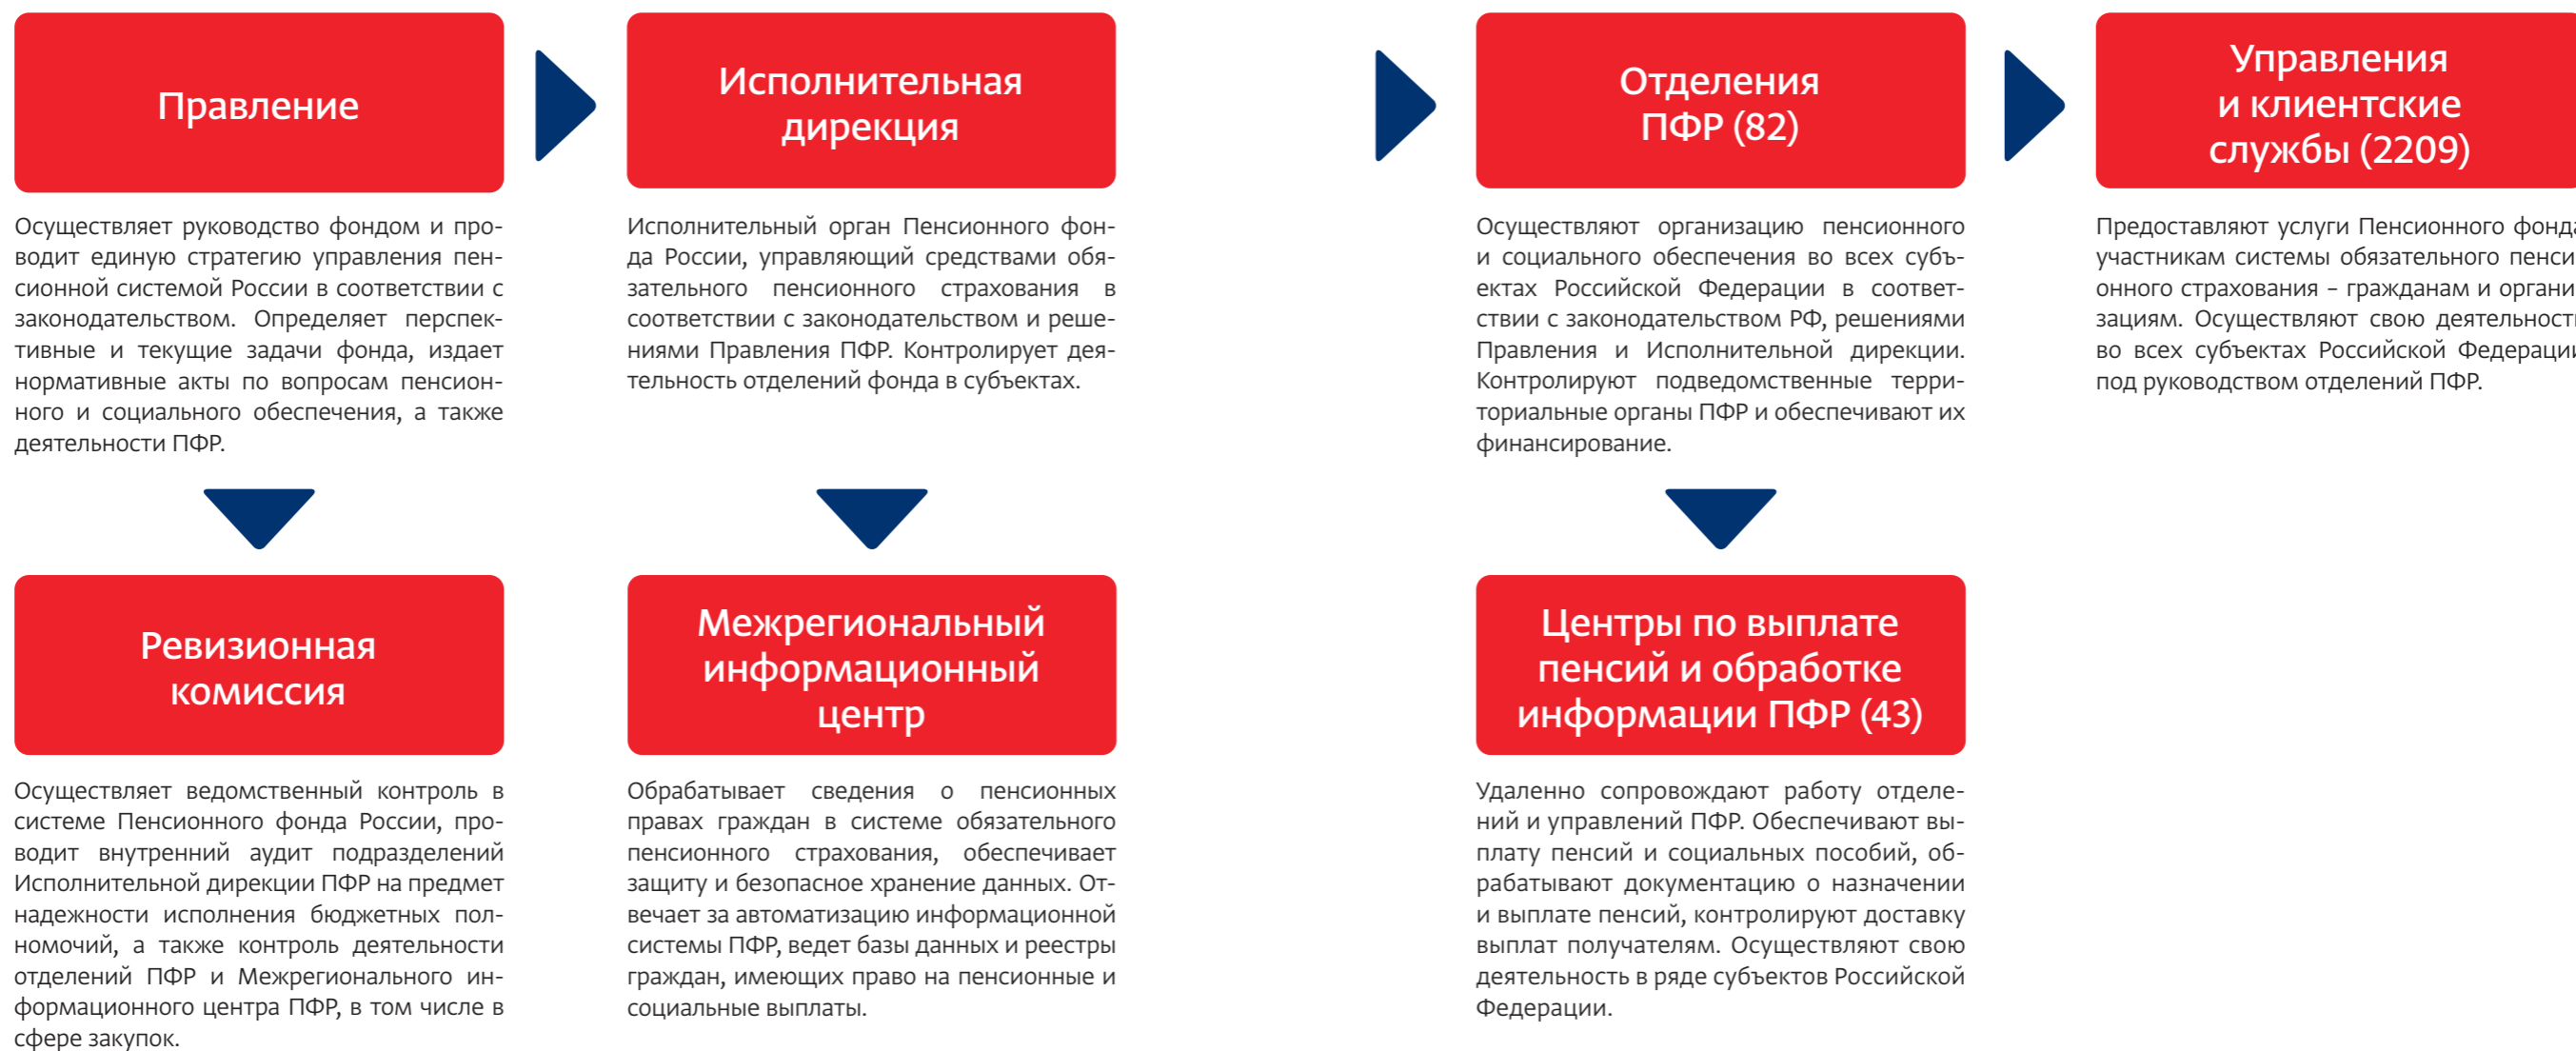 Правление
Осуществляет руководство фондом и про-
водит единую стратегию управления пен-
сионной системой России в соответствии с
законодательством. Определяет перспек-
тивные и текущие задачи фонда, издает
нормативные акты по вопросам пенсион-
ного и социального обеспечения, а также
деятельности ПФР.
Исполнительная
дирекция
Исполнительный орган Пенсионного фон-
да России, управляющий средствами обя-
зательного пенсионного страхования в
соответствии с законодательством и реше-
ниями Правления ПФР. Контролирует дея-
тельность отделений фонда в субъектах.
Отделения
ПФР (82)
Осуществляют организацию пенсионного
и социального обеспечения во всех субъ-
ектах Российской Федерации в соответ-
ствии с законодательством РФ, решениями
Правления и Исполнительной дирекции.
Контролируют подведомственные терри-
ториальные органы ПФР и обеспечивают их
финансирование.
Управления
и клиентские
службы (2209)
Предоставляют услуги Пенсионного фонда
участникам системы обязательного пенси
онного страхования – гражданам и органи
зациям. Осуществляют свою деятельность
во всех субъектах Российской Федерации
под руководством отделений ПФР.
Ревизионная
комиссия
Осуществляет ведомственный контроль в
системе Пенсионного фонда России, про-
водит внутренний аудит подразделений
Исполнительной дирекции ПФР на предмет
надежности исполнения бюджетных пол-
номочий, а также контроль деятельности
отделений ПФР и Межрегионального ин-
формационного центра ПФР, в том числе в
сфере закупок.
Межрегиональный
информационный
центр
Обрабатывает сведения о пенсионных
правах граждан в системе обязательного
пенсионного страхования, обеспечивает
защиту и безопасное хранение данных. От-
вечает за автоматизацию информационной
системы ПФР, ведет базы данных и реестры
граждан, имеющих право на пенсионные и
социальные выплаты.
Центры по выплате
пенсий и обработке
информации ПФР (43)
Удаленно сопровождают работу отделе-
ний и управлений ПФР. Обеспечивают вы-
плату пенсий и социальных пособий, об-
рабатывают документацию о назначении
и выплате пенсий, контролируют доставку
выплат получателям. Осуществляют свою
деятельность в ряде субъектов Российской
Федерации.